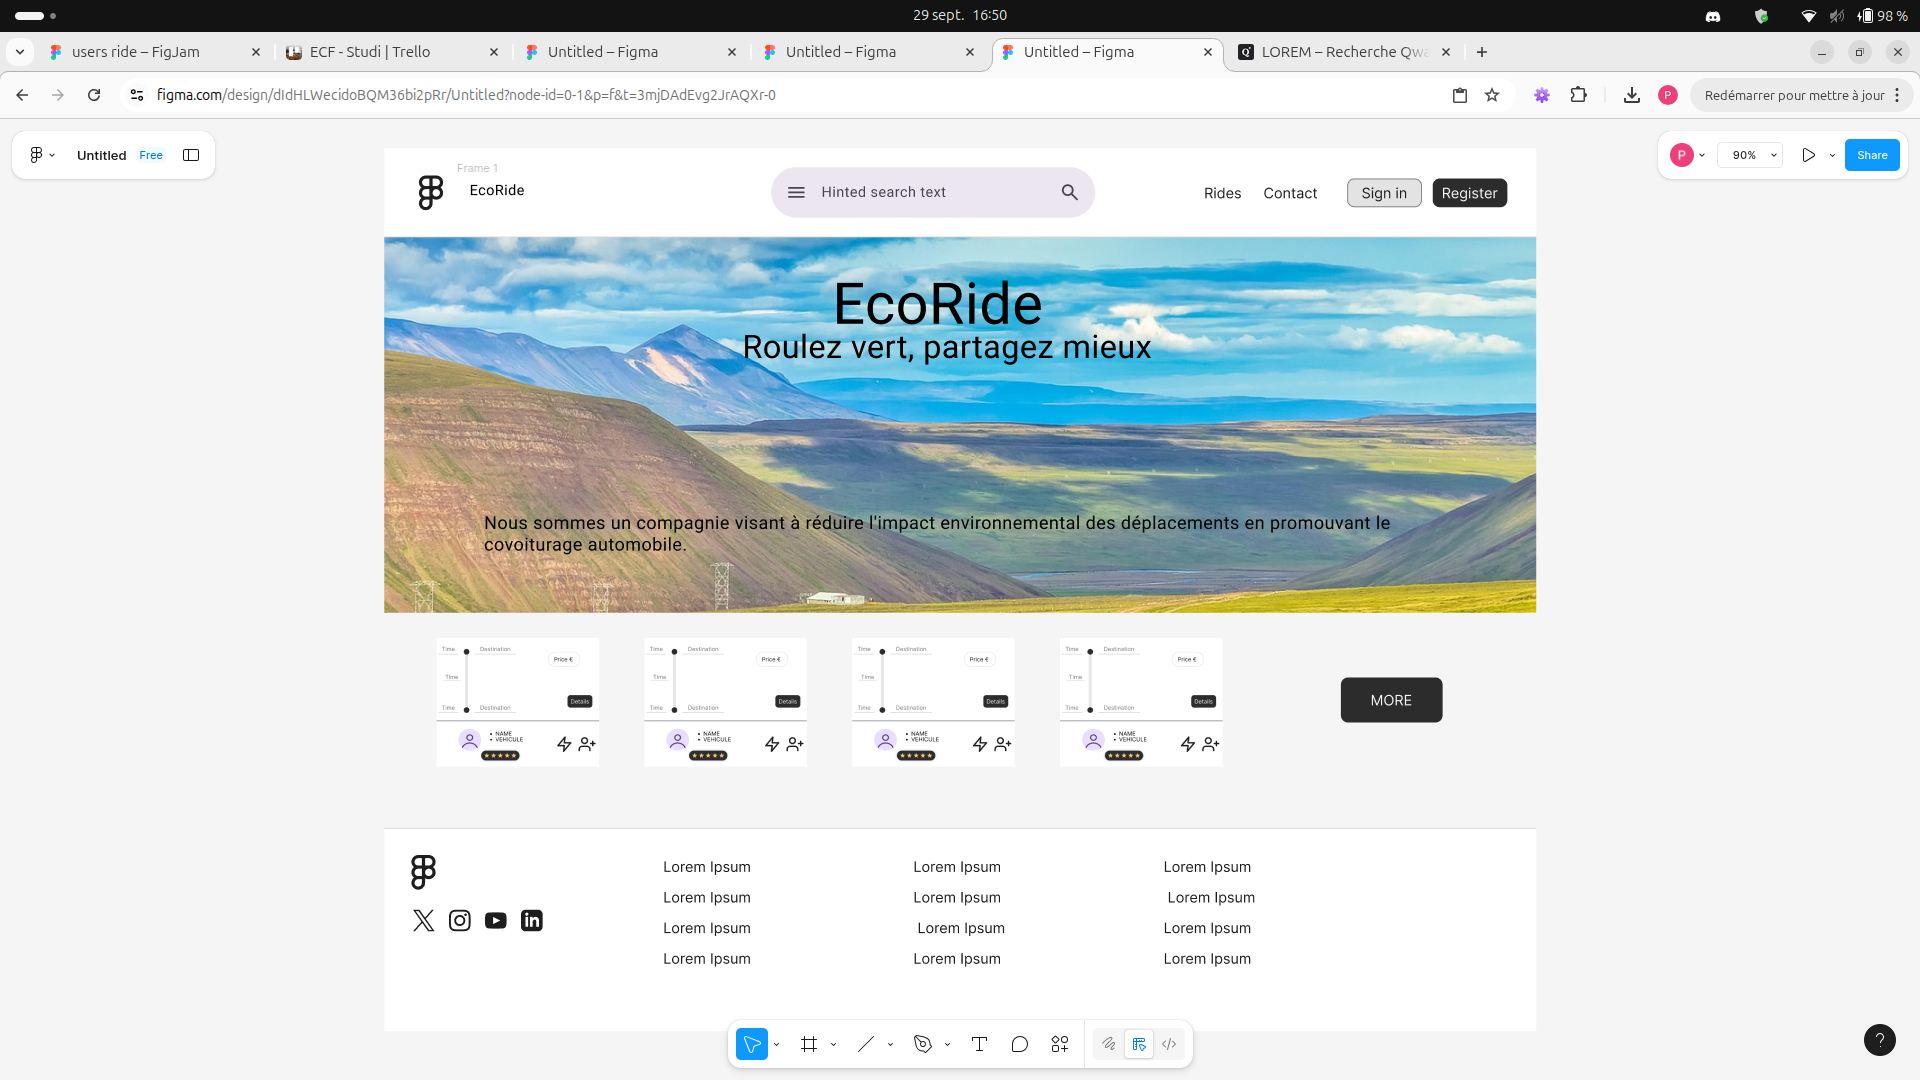 29 sept. 16:50
98 %
users ride – FigJam
ECF - Studi | Trello
Untitled – Figma
Untitled – Figma
Untitled – Figma
LOREM – Recherche Qwa
figma.com/design/dIdHLWecidoBQM36bi2pRr/Untitled?node-id=0-1&p=f&t=3mjDAdEvg2JrAQXr-0
P
Redémarrer pour mettre à jour
Untitled
Free
P
90%
Share
Frame 1
EcoRide
Hinted search text
Rides
Contact
Sign in
Register
EcoRide
Roulez vert, partagez mieux
Nous sommes un compagnie visant à réduire l'impact environnemental des déplacements en promouvant le
covoiturage automobile.
Time Destination Price €
Time
Details
Time Destination
NAME
VEHICULE
Time Destination Price €
Time
Details
Time Destination
NAME
VEHICULE
Time Destination Price €
Time
Details
Time Destination
NAME
VEHICULE
Time Destination Price €
Time
Details
Time Destination
NAME
VEHICULE
MORE
Lorem Ipsum Lorem Ipsum Lorem Ipsum
Lorem Ipsum Lorem Ipsum Lorem Ipsum
Lorem Ipsum Lorem Ipsum Lorem Ipsum
Lorem Ipsum Lorem Ipsum Lorem Ipsum